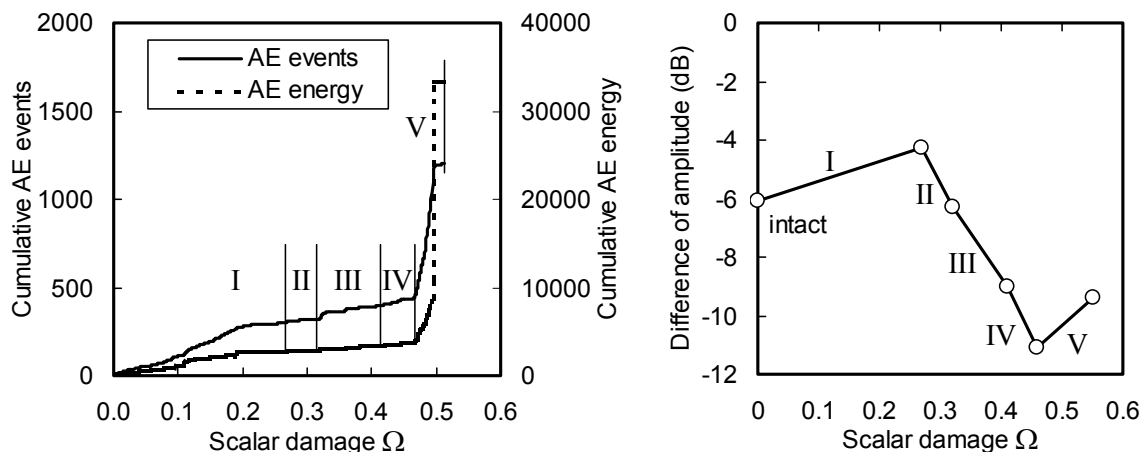 2000
1500
1000
500
0
Cumulative AE events
AE events
AE energy
I
II
III
IV
V
40000
30000
20000
10000
0
Cumulative AE energy
0.0 0.1 0.2 0.3 0.4 0.5 0.6
Scalar damage Ω
0
-2
-4
-6
-8
-10
-12
Difference of amplitude (dB)
I
II
intact
III
IV
V
0 0.1 0.2 0.3 0.4 0.5 0.6
Scalar damage Ω